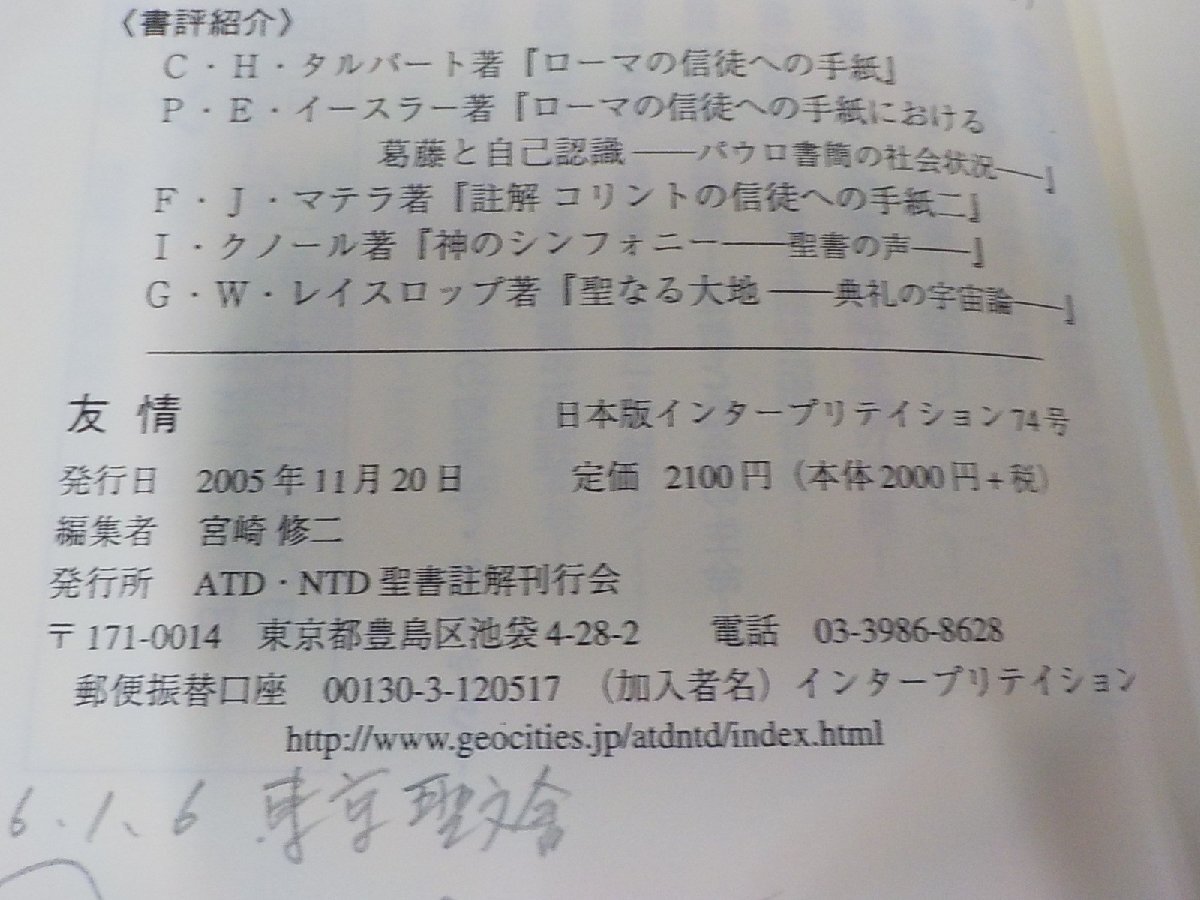 〈書評紹介〉
C・H・タルバート著『ローマの信徒への手紙』
P・E・イースラー著『ローマの信徒への手紙における
葛藤と自己認識――パウロ書簡の社会状況――』
F・J・マテラ著『註解 コリントの信徒への手紙二』
I・クノール著『神のシンフォニー――聖書の声――』
G・W・レイスロップ著『聖なる大地――典礼の宇宙論――』
友 情 日本版インタープリテイション74号
発行日 2005年11月20日 定価 2100円（本体2000円+税）
編集者 宮崎 修二
発行所 ATD・NTD聖書註解刊行会
〒171-0014 東京都豊島区池袋4-28-2 電話 03-3986-8628
郵便振替口座 00130-3-120517 （加入者名）インタープリテイション
http://www.geocities.jp/atdntd/index.html
6.1.6 東京聖文舎